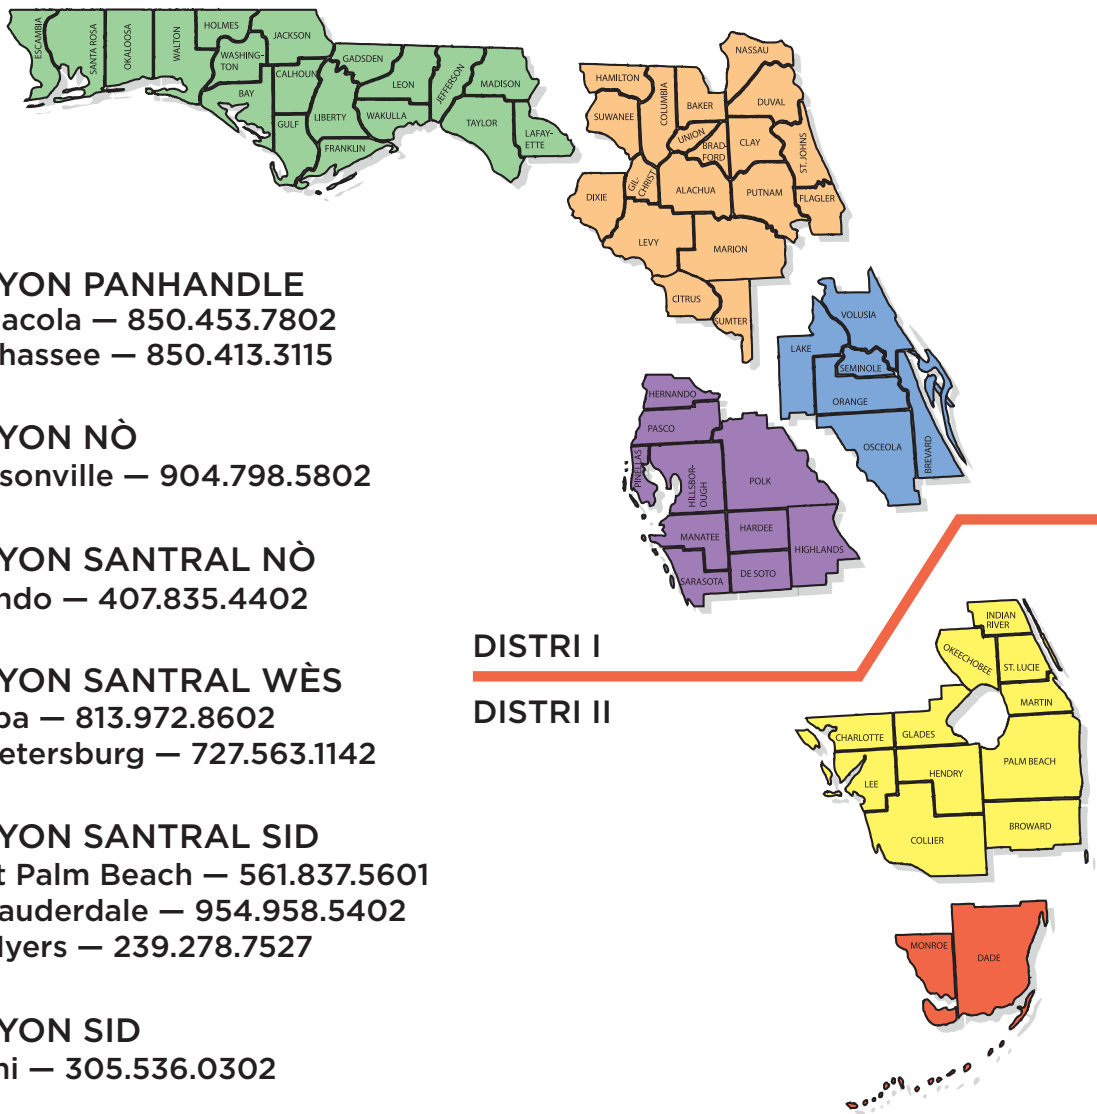 ESCAMBIA
SANTA ROSA
OKALOOSA
WALTON
HOLMES
WASHING-
TON
JACKSON
BAY
CALHOUN
GULF
GADSDEN
LIBERTY
FRANKLIN
LEON
WAKULLA
JEFFERSON
MADISON
TAYLOR
LAFAY-
ETTE
NASSAU
HAMILTON
SUWANEE
COLUMBIA
BAKER
DUVAL
UNION
BRAD-
FORD
CLAY
ST. JOHNS
GIL-
CHRIST
DIXIE
ALACHUA
PUTNAM
FLAGLER
LEVY
MARION
CITRUS
SUMTER
VOLUSIA
LAKE
SEMINOLE
ORANGE
OSCEOLA
BREVARD
HERNANDO
PASCO
PINELLAS
HILLSBOR-
OUGH
POLK
MANATEE
HARDEE
HIGHLANDS
SARASOTA
DE SOTO
YON PANHANDLE
acola — 850.453.7802
hassee — 850.413.3115
YON NÒ
sonville — 904.798.5802
YON SANTRAL NÒ
ndo — 407.835.4402
YON SANTRAL WÈS
pa — 813.972.8602
etersburg — 727.563.1142
YON SANTRAL SID
t Palm Beach — 561.837.5601
auderdale — 954.958.5402
yers — 239.278.7527
YON SID
ni — 305.536.0302
DISTRI I
DISTRI II
INDIAN
RIVER
OKEECHOBEE
ST. LUCIE
MARTIN
CHARLOTTE
GLADES
LEE
HENDRY
PALM BEACH
COLLIER
BROWARD
MONROE
DADE